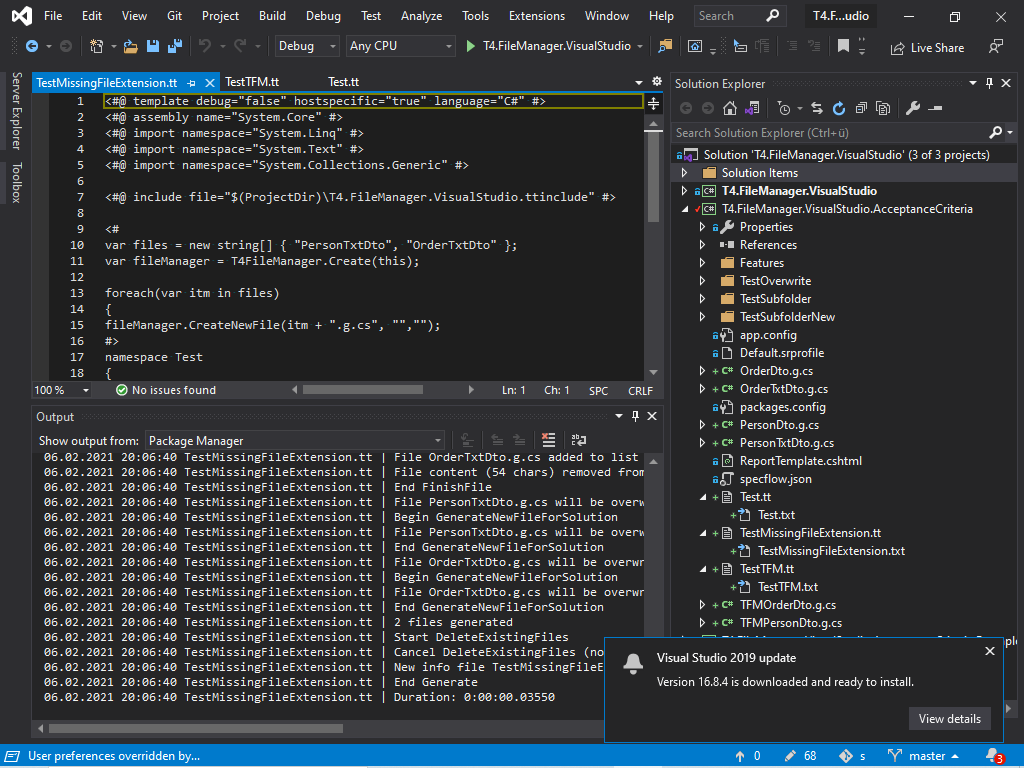 File Edit View Git Project Build Debug Test Analyze Tools Extensions Window Help Search T4.F...udio
Debug Any CPU T4.FileManager.VisualStudio Live Share
Server Explorer
Toolbox
TestMissingFileExtension.tt TestTFM.tt Test.tt
1 <#@ template debug="false" hostspecific="true" language="C#" #>
2 <#@ assembly name="System.Core" #>
3 <#@ import namespace="System.Linq" #>
4 <#@ import namespace="System.Text" #>
5 <#@ import namespace="System.Collections.Generic" #>
6
7 <#@ include file="$(ProjectDir)\T4.FileManager.VisualStudio.ttinclude" #>
8
9 <#
10 var files = new string[] { "PersonTxtDto", "OrderTxtDto" };
11 var fileManager = T4FileManager.Create(this);
12
13 foreach(var itm in files)
14 {
15 fileManager.CreateNewFile(itm + ".g.cs", "","");
16 #>
17 namespace Test
18 {
100 % No issues found Ln: 1 Ch: 1 SPC CRLF
Output
Show output from: Package Manager
06.02.2021 20:06:40 TestMissingFileExtension.tt | File OrderTxtDto.g.cs added to list
06.02.2021 20:06:40 TestMissingFileExtension.tt | File content (54 chars) removed from
06.02.2021 20:06:40 TestMissingFileExtension.tt | End FinishFile
06.02.2021 20:06:40 TestMissingFileExtension.tt | File PersonTxtDto.g.cs will be overw
06.02.2021 20:06:40 TestMissingFileExtension.tt | Begin GenerateNewFileForSolution
06.02.2021 20:06:40 TestMissingFileExtension.tt | File PersonTxtDto.g.cs will be overw
06.02.2021 20:06:40 TestMissingFileExtension.tt | End GenerateNewFileForSolution
06.02.2021 20:06:40 TestMissingFileExtension.tt | File OrderTxtDto.g.cs will be overwr
06.02.2021 20:06:40 TestMissingFileExtension.tt | Begin GenerateNewFileForSolution
06.02.2021 20:06:40 TestMissingFileExtension.tt | File OrderTxtDto.g.cs will be overwr
06.02.2021 20:06:40 TestMissingFileExtension.tt | End GenerateNewFileForSolution
06.02.2021 20:06:40 TestMissingFileExtension.tt | 2 files generated
06.02.2021 20:06:40 TestMissingFileExtension.tt | Start DeleteExistingFiles
06.02.2021 20:06:40 TestMissingFileExtension.tt | Cancel DeleteExistingFiles (no
06.02.2021 20:06:40 TestMissingFileExtension.tt | New info file TestMissingFileE
06.02.2021 20:06:40 TestMissingFileExtension.tt | End Generate
06.02.2021 20:06:40 TestMissingFileExtension.tt | Duration: 0:00:00.03550
Solution Explorer
Search Solution Explorer (Ctrl+ü)
Solution 'T4.FileManager.VisualStudio' (3 of 3 projects)
Solution Items
C# T4.FileManager.VisualStudio
C# T4.FileManager.VisualStudio.AcceptanceCriteria
Properties
References
Features
TestOverwrite
TestSubfolder
TestSubfolderNew
app.config
Default.srprofile
C# OrderDto.g.cs
C# OrderTxtDto.g.cs
packages.config
C# PersonDto.g.cs
C# PersonTxtDto.g.cs
ReportTemplate.cshtml
specflow.json
Test.tt
Test.txt
TestMissingFileExtension.tt
TestMissingFileExtension.txt
TestTFM.tt
TestTFM.txt
C# TFMOrderDto.g.cs
C# TFMPersonDto.g.cs
Visual Studio 2019 update
Version 16.8.4 is downloaded and ready to install.
View details
User preferences overridden by... 0 68 s master 3